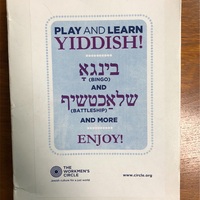 PLAY AND LEARN
YIDDISH!
בינגאָ
(BINGO)
AND
שלאַכטשיף
(BATTLESHIP)
AND MORE
ENJOY!
THE
WORKMEN'S
CIRCLE
www.circle.org